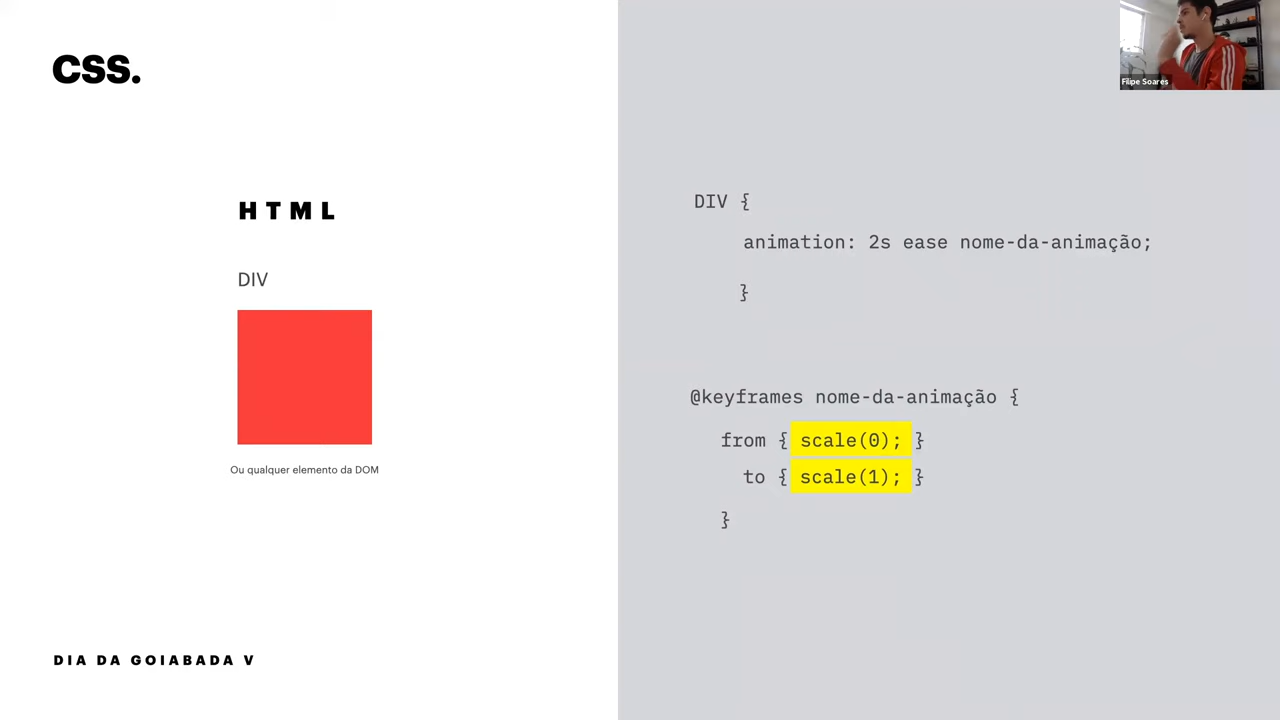 CSS.
HTML
DIV
Ou qualquer elemento da DOM
DIA DA GOIABADA V
Filipe Soares
DIV {
animation: 2s ease nome-da-animação;
}
@keyframes nome-da-animação {
from { scale(0); }
to { scale(1); }
}